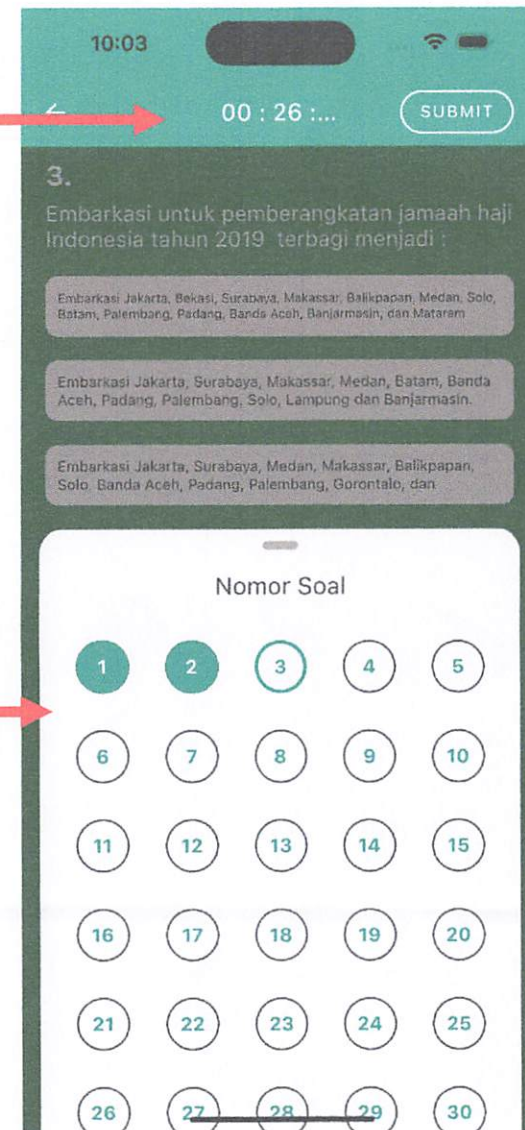 10:03
00 : 26 :...
SUBMIT
3.
Embarkasi untuk pemberangkatan jamaah haji
Indonesia tahun 2019 terbagi menjadi :
Embarkasi Jakarta, Bekasi, Surabaya, Makassar, Balikpapan, Medan, Solo,
Batam, Palembang, Padang, Banda Aceh, Banjarmasin, dan Mataram
Embarkasi Jakarta, Surabaya, Makassar, Medan, Batam, Banda
Aceh, Padang, Palembang, Solo, Lampung dan Banjarmasin.
Embarkasi Jakarta, Surabaya, Medan, Makassar, Balikpapan,
Solo, Banda Aceh, Padang, Palembang, Gorontalo, dan
Nomor Soal
1 2 3 4 5
6 7 8 9 10
11 12 13 14 15
16 17 18 19 20
21 22 23 24 25
26 27 28 29 30